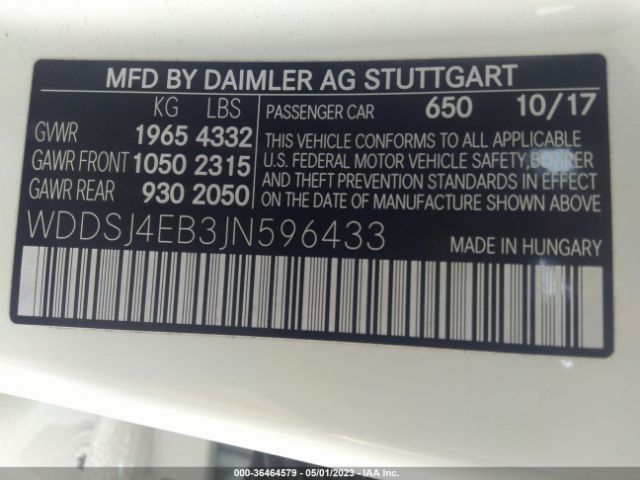 MFD BY DAIMLER AG STUTTGART
KG LBS
GVWR 1965 4332
GAWR FRONT 1050 2315
GAWR REAR 930 2050
PASSENGER CAR 650 10/17
THIS VEHICLE CONFORMS TO ALL APPLICABLE
U.S. FEDERAL MOTOR VEHICLE SAFETY, BUMPER
AND THEFT PREVENTION STANDARDS IN EFFECT
ON DATE OF MANUFACTURE SHOWN ABOVE
WDDSJ4EB3JN596433
MADE IN HUNGARY
000-36464579 - 05/01/2023 - IAA Inc.